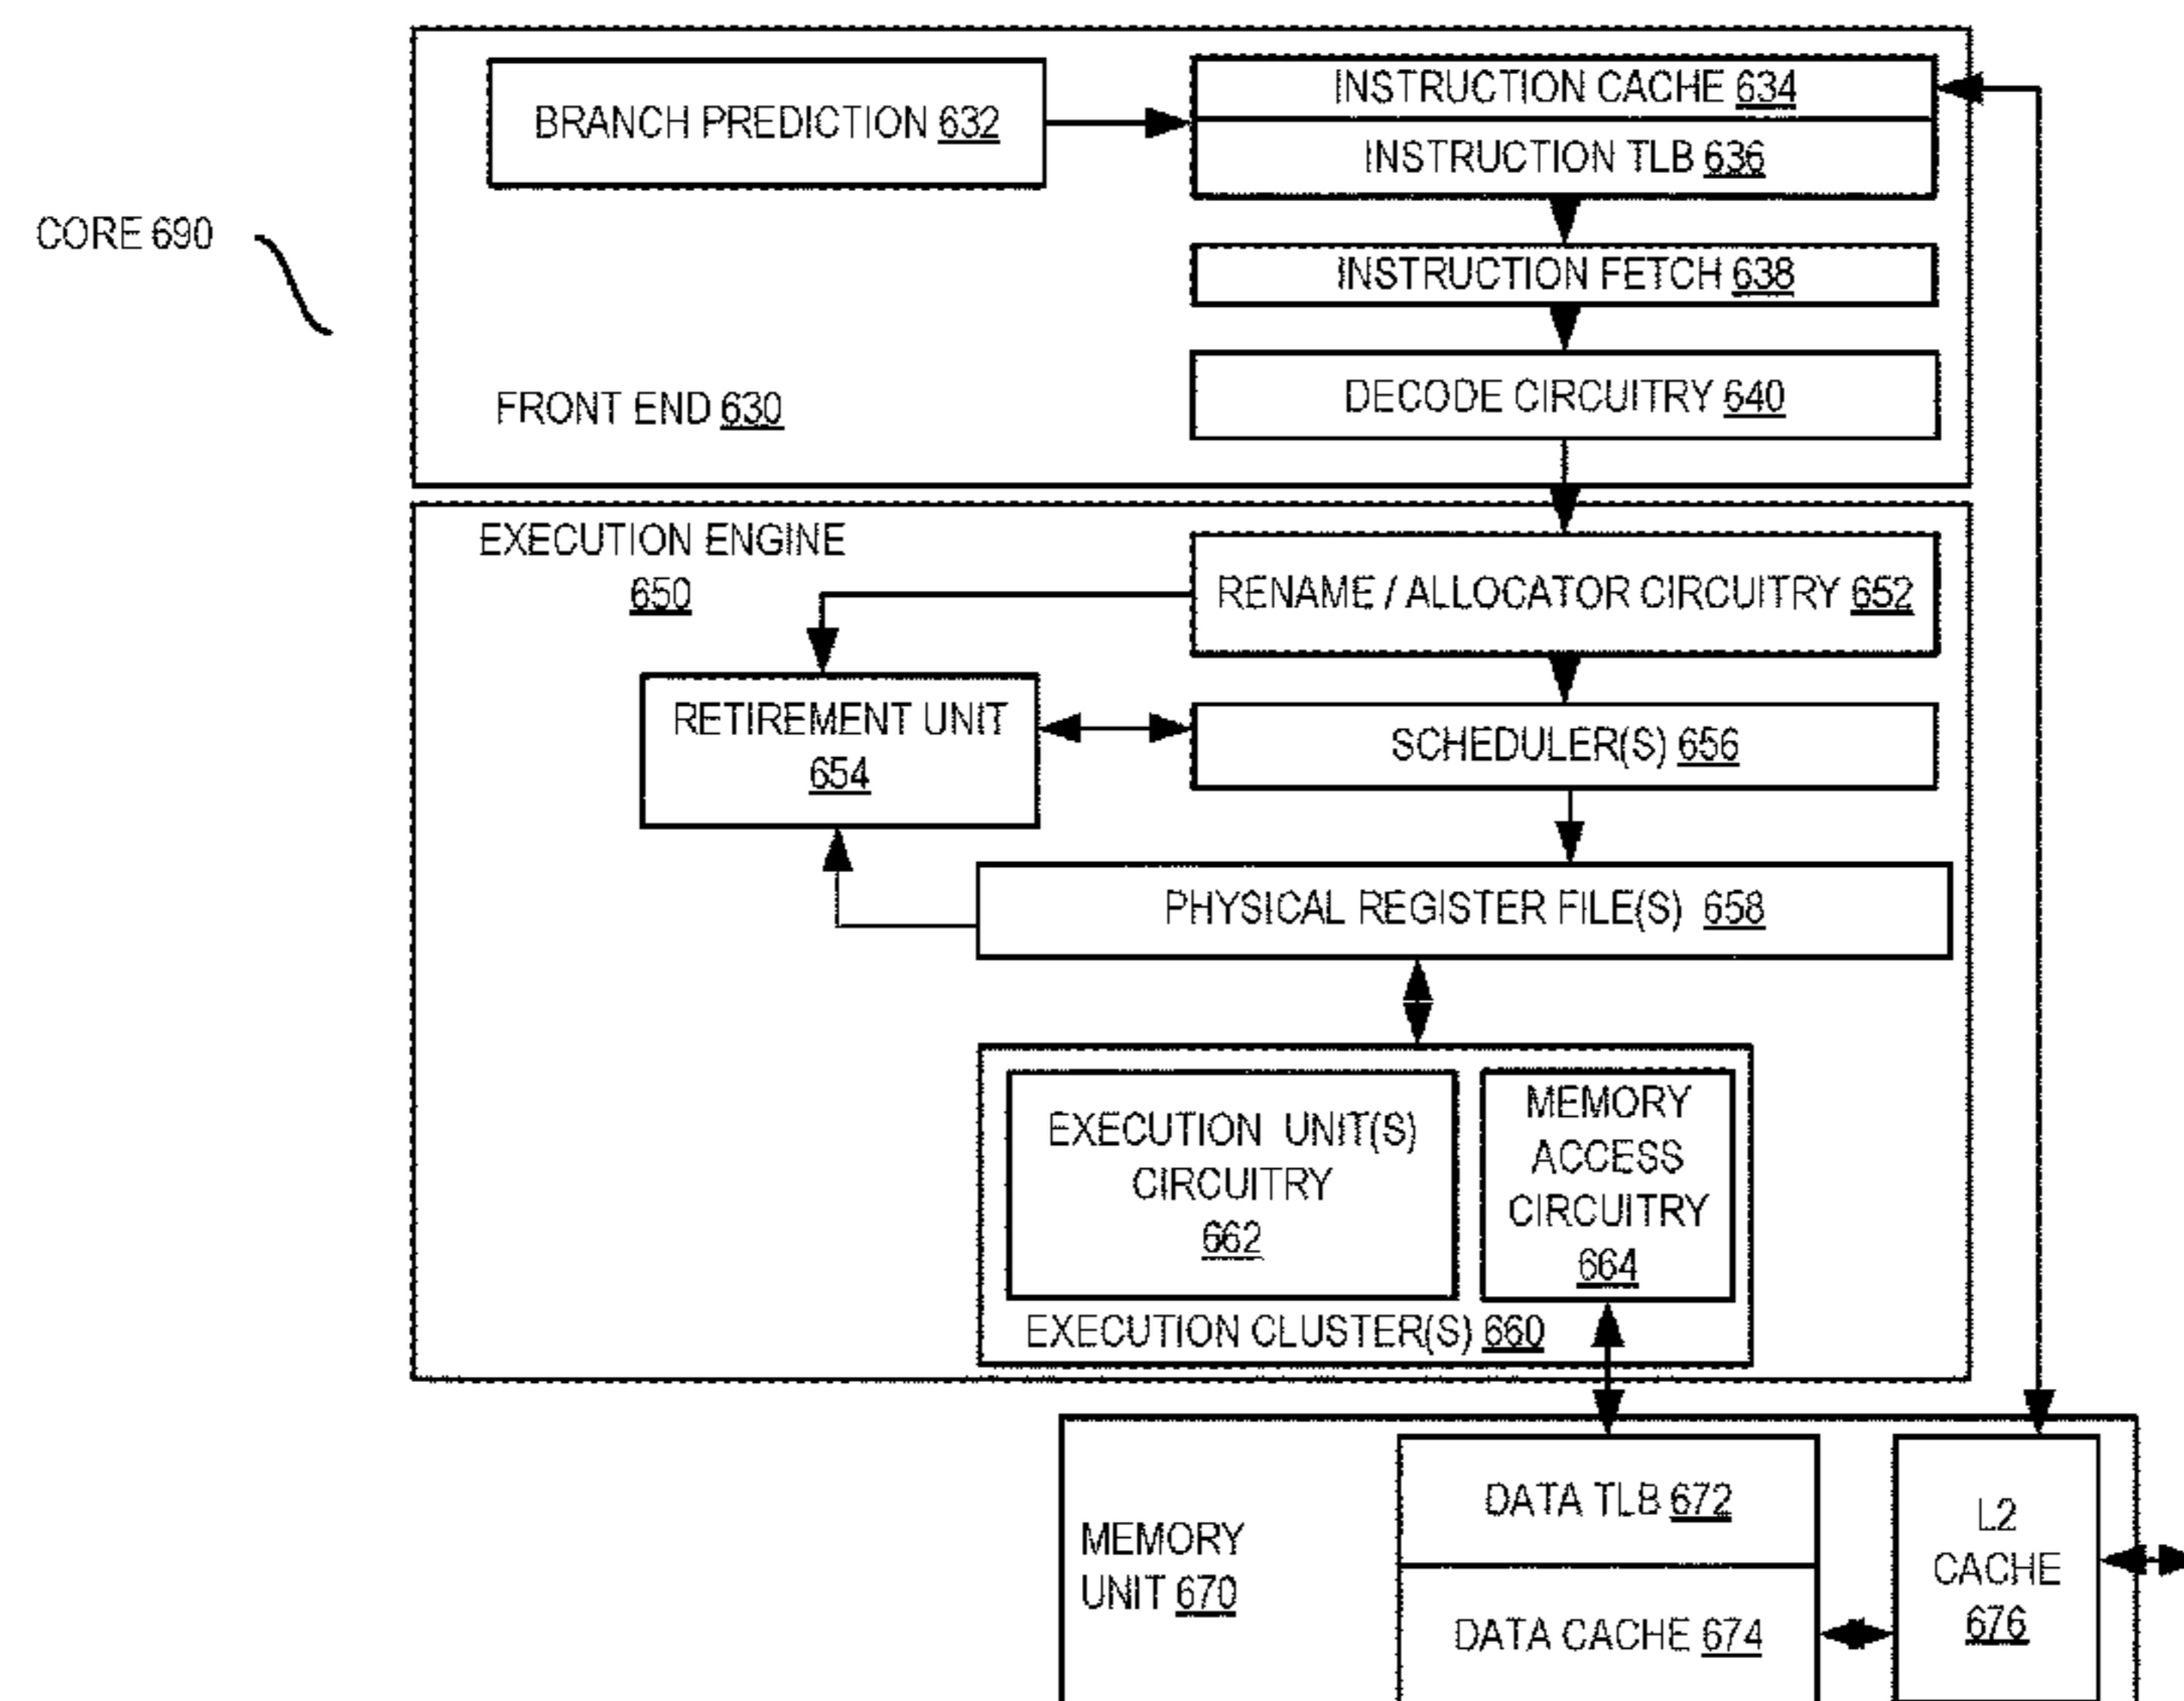 BRANCH PREDICTION 632
INSTRUCTION CACHE 634
INSTRUCTION TLB 636
CORE 690
INSTRUCTION FETCH 638
FRONT END 630
DECODE CIRCUITRY 640
EXECUTION ENGINE
650
RENAME / ALLOCATOR CIRCUITRY 652
RETIREMENT UNIT
654
SCHEDULER(S) 656
PHYSICAL REGISTER FILE(S) 658
EXECUTION UNIT(S)
CIRCUITRY
662
MEMORY
ACCESS
CIRCUITRY
664
EXECUTION CLUSTER(S) 660
MEMORY
UNIT 670
DATA TLB 672
DATA CACHE 674
L2
CACHE
676